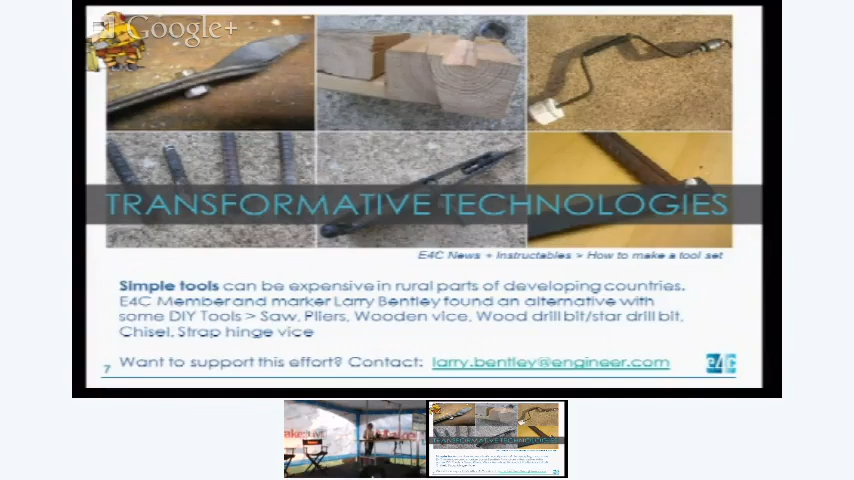 Google+
TRANSFORMATIVE TECHNOLOGIES
E4C News + Instructables > How to make a tool set
Simple tools can be expensive in rural parts of developing countries.
E4C Member and marker Larry Bentley found an alternative with
some DIY Tools > Saw, Pliers, Wooden vice, Wood drill bit/star drill bit,
Chisel, Strap hinge vice
7 Want to support this effort? Contact: larry.bentley@engineer.com
e4c
TRANSFORMATIVE TECHNOLOGIES